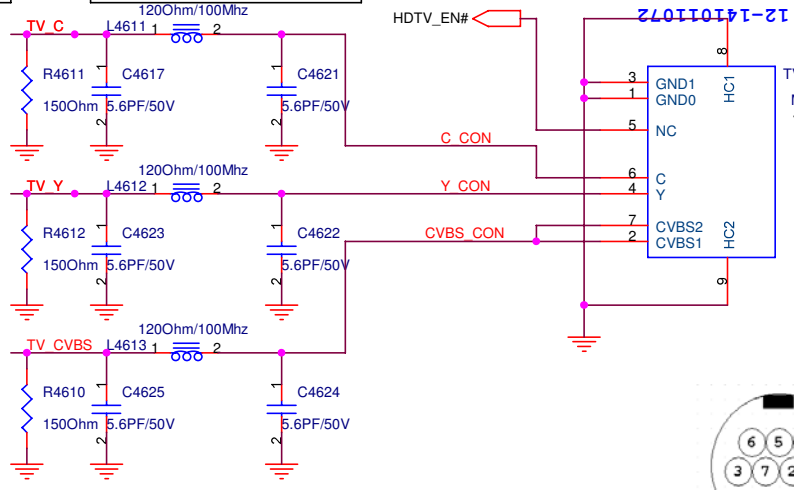 120Ohm/100Mhz
TV_C
L4611 1 2
R4611
150Ohm
1
C4617
5.6PF/50V
2
1
C4621
5.6PF/50V
2
HDTV_EN#
12-1411011072
8
HC1
3 GND1
1 GND0
5 NC
6 C
4 Y
7 CVBS2
2 CVBS1
HC2
9
C_CON
Y_CON
CVBS_CON
120Ohm/100Mhz
TV_Y
L4612 1 2
R4612
150Ohm
1
C4623
5.6PF/50V
2
1
C4622
5.6PF/50V
2
120Ohm/100Mhz
TV_CVBS
L4613 1 2
R4610
150Ohm
1
C4625
5.6PF/50V
2
1
C4624
5.6PF/50V
2
6 5
3 7 2